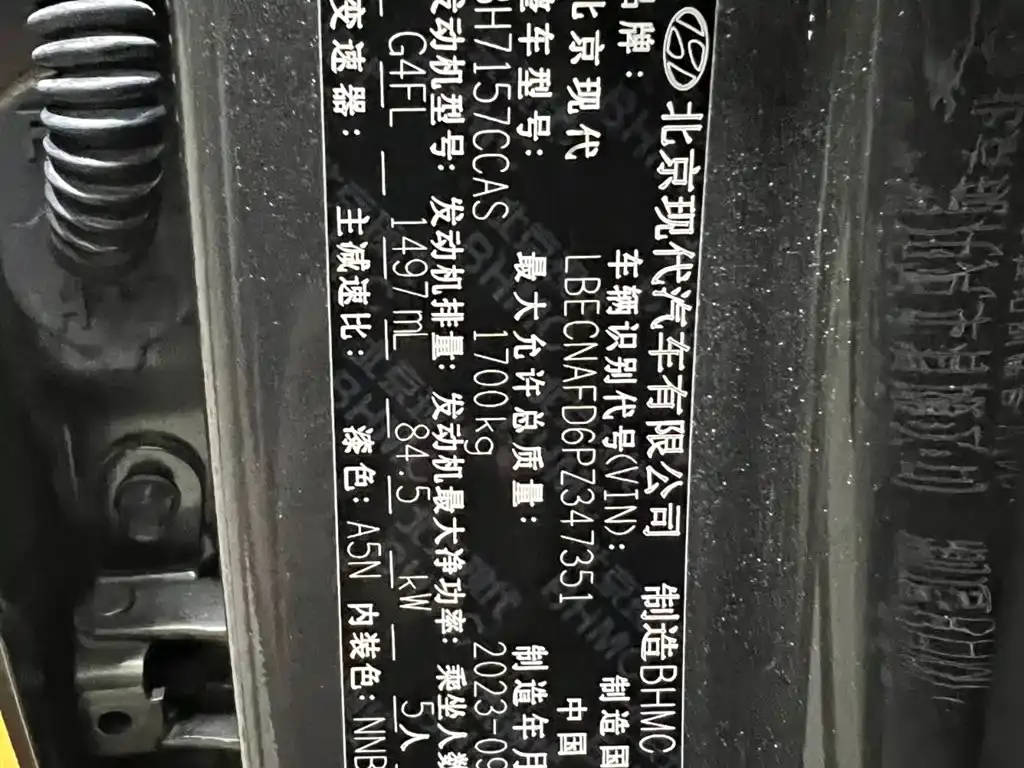 北京现代汽车有限公司 制造BHMC
品牌: 车辆识别代号(VIN): 制造国
北京现代 LBECNAFD6PZ347351 中国
整车型号: 最大允许总质量: 制造年月
BH7157CCAS 1700kg 2023-09
发动机型号: 发动机排量: 发动机最大净功率: 乘坐人数
G4FL 1497ml 84.5 kW 5人
变速器: 主减速比: 漆色: A5N 内装色: NNB